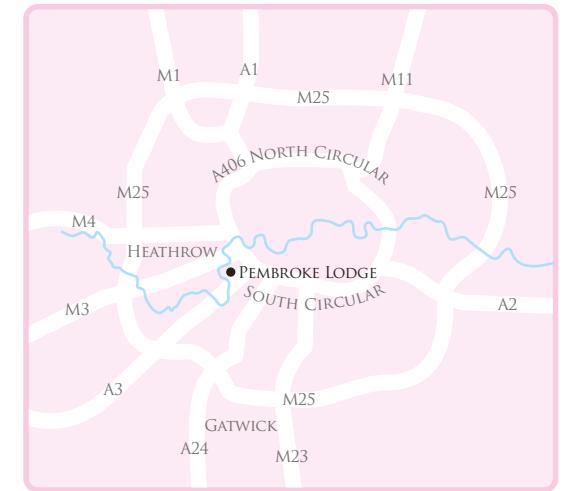 M1
A1
M11
M25
A406 NORTH CIRCULAR
M25
M25
M4
HEATHROW
PEMBROKE LODGE
SOUTH CIRCULAR
M3
A2
A3
M25
GATWICK
A24
M23